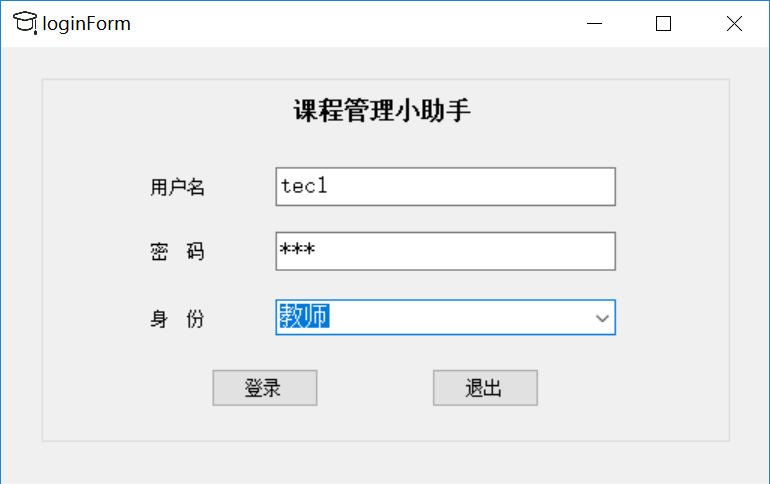 loginForm
课程管理小助手
用户名 tec1
密 码 ***
身 份 教师
登录 退出